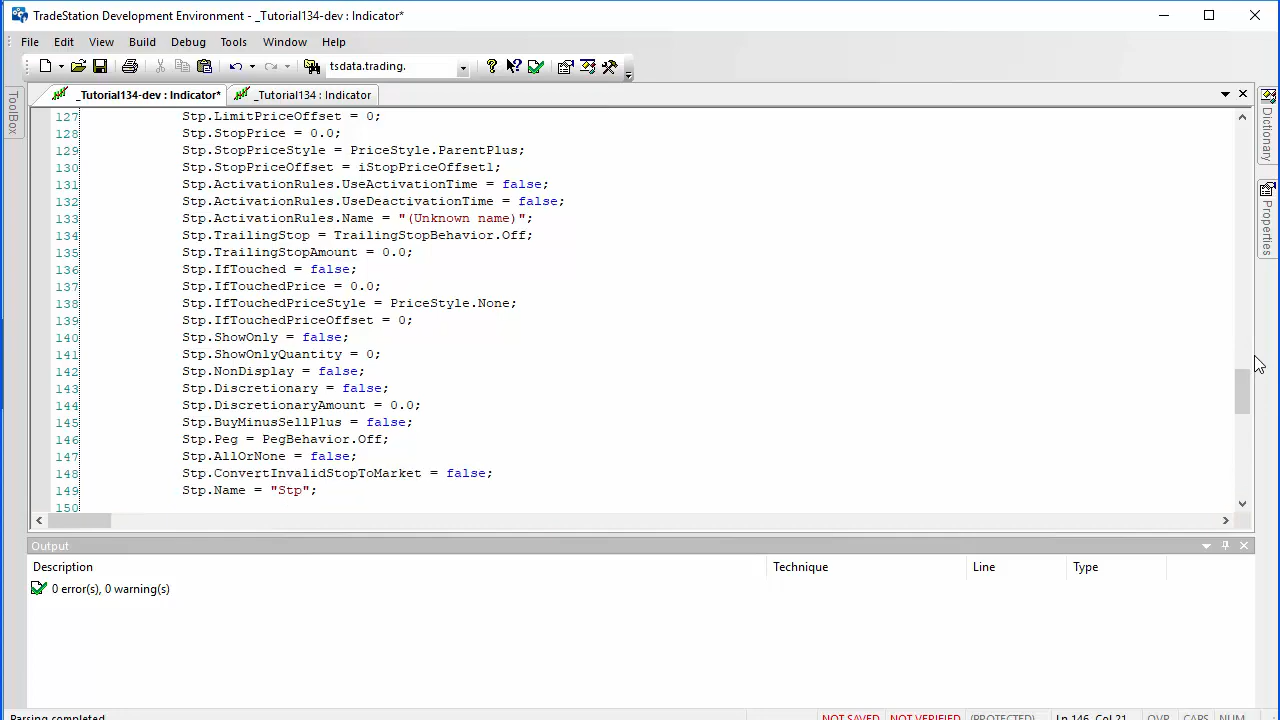 TradeStation Development Environment - _Tutorial134-dev : Indicator*
File Edit View Build Debug Tools Window Help
tsdata.trading.
_Tutorial134-dev : Indicator* _Tutorial134 : Indicator
ToolBox
Dictionary
Properties
127 Stp.LimitPriceOffset = 0;
128 Stp.StopPrice = 0.0;
129 Stp.StopPriceStyle = PriceStyle.ParentPlus;
130 Stp.StopPriceOffset = iStopPriceOffset1;
131 Stp.ActivationRules.UseActivationTime = false;
132 Stp.ActivationRules.UseDeactivationTime = false;
133 Stp.ActivationRules.Name = "(Unknown name)";
134 Stp.TrailingStop = TrailingStopBehavior.Off;
135 Stp.TrailingStopAmount = 0.0;
136 Stp.IfTouched = false;
137 Stp.IfTouchedPrice = 0.0;
138 Stp.IfTouchedPriceStyle = PriceStyle.None;
139 Stp.IfTouchedPriceOffset = 0;
140 Stp.ShowOnly = false;
141 Stp.ShowOnlyQuantity = 0;
142 Stp.NonDisplay = false;
143 Stp.Discretionary = false;
144 Stp.DiscretionaryAmount = 0.0;
145 Stp.BuyMinusSellPlus = false;
146 Stp.Peg = PegBehavior.Off;
147 Stp.AllOrNone = false;
148 Stp.ConvertInvalidStopToMarket = false;
149 Stp.Name = "Stp";
150
Output
Description Technique Line Type
0 error(s), 0 warning(s)
Parsing completed NOT SAVED NOT VERIFIED (PROTECTED) Ln 146, Col 21 OVR CAPS NUM